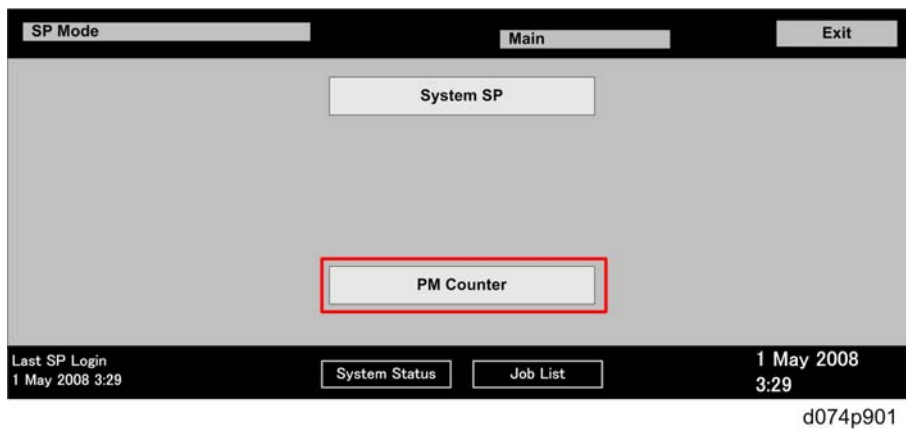 SP Mode
Main
Exit
System SP
PM Counter
Last SP Login
1 May 2008 3:29
System Status
Job List
1 May 2008
3:29
d074p901